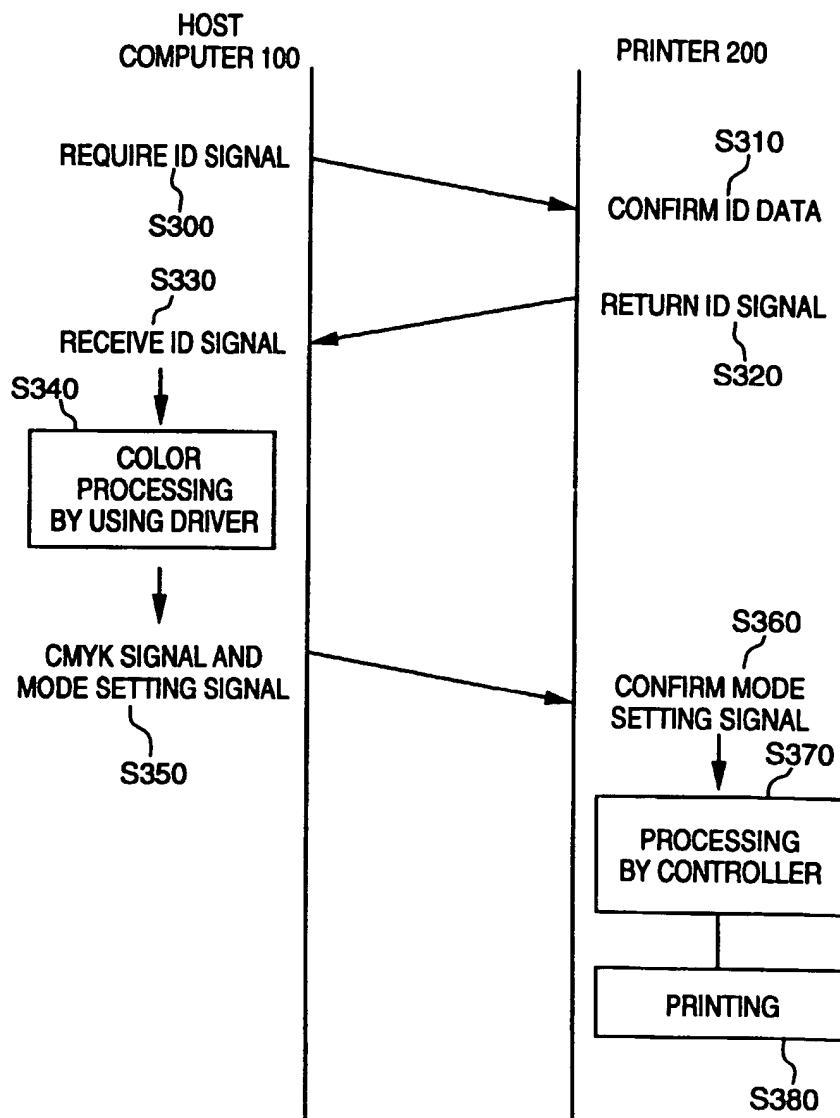 HOST
COMPUTER 100
PRINTER 200
REQUIRE ID SIGNAL
S300
S310
CONFIRM ID DATA
S330
RECEIVE ID SIGNAL
RETURN ID SIGNAL
S320
S340
COLOR
PROCESSING
BY USING DRIVER
CMYK SIGNAL AND
MODE SETTING SIGNAL
S350
S360
CONFIRM MODE
SETTING SIGNAL
S370
PROCESSING
BY CONTROLLER
PRINTING
S380